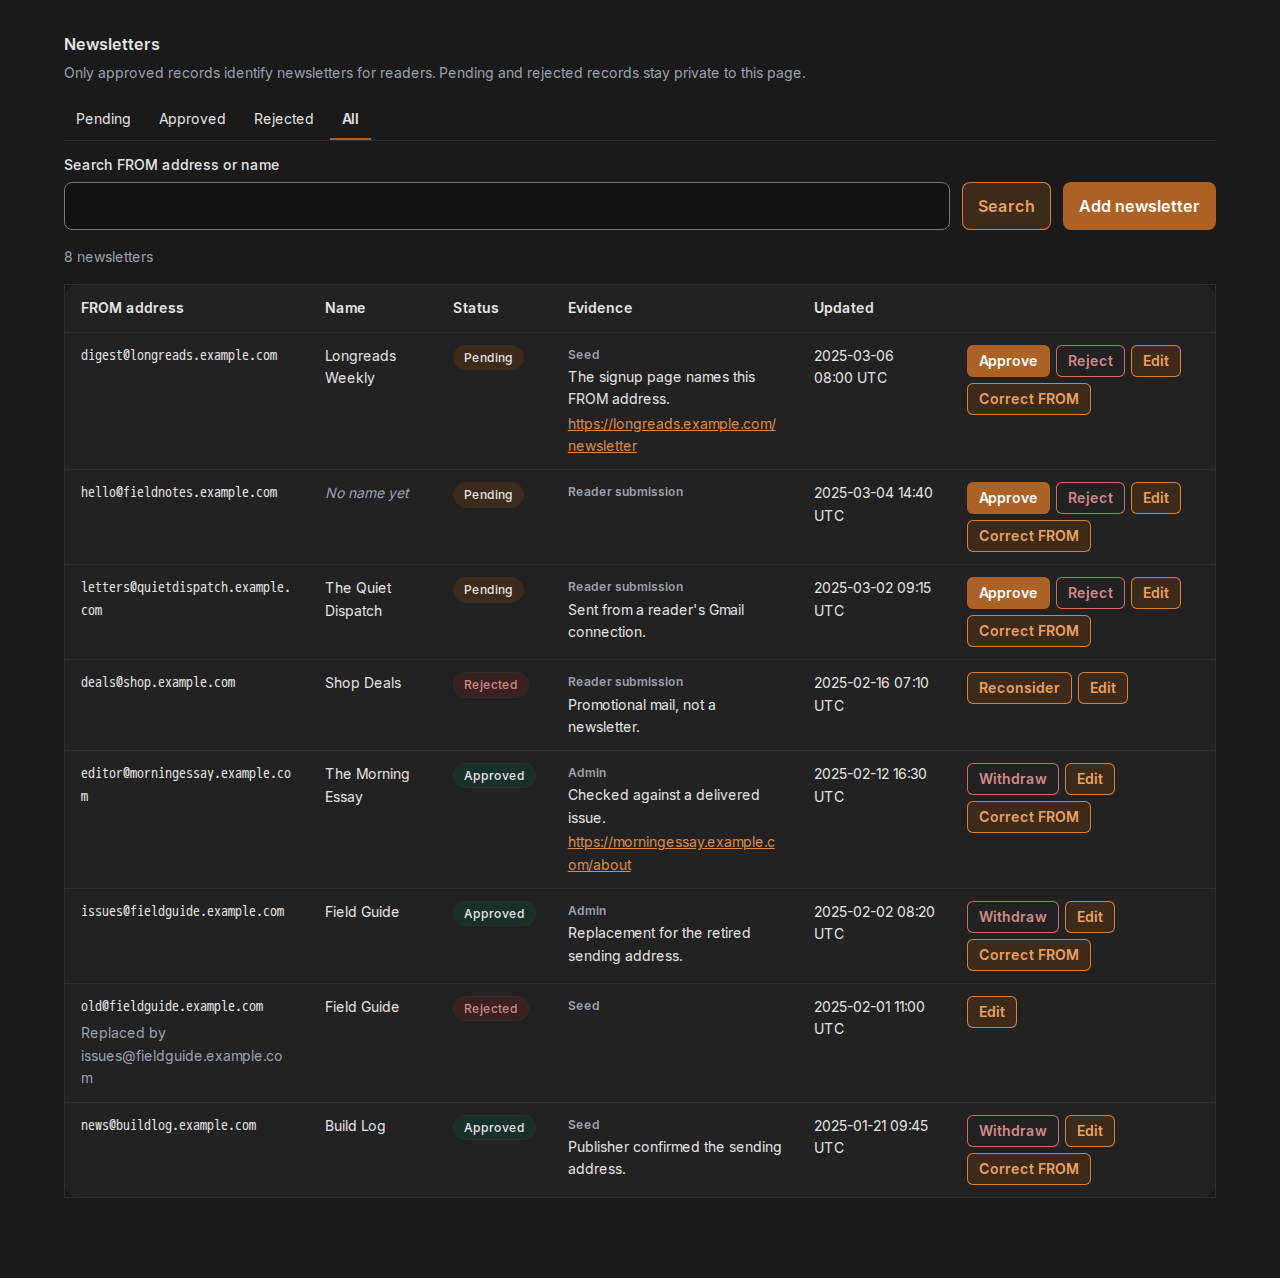 Newsletters
Only approved records identify newsletters for readers. Pending and rejected records stay private to this page.
Pending Approved Rejected All
Search FROM address or name
Search Add newsletter
8 newsletters
FROM address Name Status Evidence Updated
digest@longreads.example.com Longreads Pending Seed 2025-03-06 Approve Reject Edit
Weekly The signup page names this 08:00 UTC
FROM address. Correct FROM
https://longreads.example.com/
newsletter
hello@fieldnotes.example.com No name yet Pending Reader submission 2025-03-04 14:40 Approve Reject Edit
UTC Correct FROM
letters@quietdispatch.example. The Quiet Pending Reader submission 2025-03-02 09:15 Approve Reject Edit
com Dispatch Sent from a reader's Gmail UTC
connection. Correct FROM
deals@shop.example.com Shop Deals Rejected Reader submission 2025-02-16 07:10 Reconsider Edit
Promotional mail, not a UTC
newsletter.
editor@morningessay.example.co The Morning Approved Admin 2025-02-12 16:30 Withdraw Edit
m Essay Checked against a delivered UTC
issue. Correct FROM
https://morningessay.example.c
om/about
issues@fieldguide.example.com Field Guide Approved Admin 2025-02-02 08:20 Withdraw Edit
Replacement for the retired UTC
sending address. Correct FROM
old@fieldguide.example.com Field Guide Rejected Seed 2025-02-01 11:00 Edit
Replaced by UTC
issues@fieldguide.example.co
m
news@buildlog.example.com Build Log Approved Seed 2025-01-21 09:45 Withdraw Edit
Publisher confirmed the sending UTC
address. Correct FROM